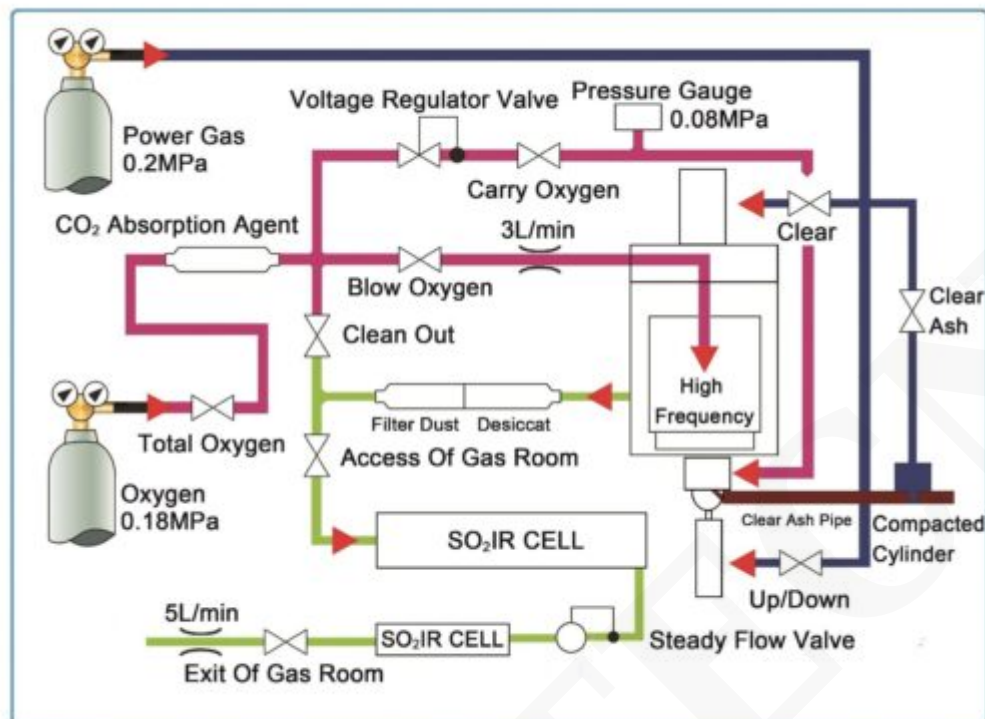 Power Gas
0.2MPa
Voltage Regulator Valve
Pressure Gauge
0.08MPa
Carry Oxygen
CO₂ Absorption Agent
3L/min
Clear
Blow Oxygen
Clear
Ash
Clean Out
High
Frequency
Filter Dust
Desiccat
Total Oxygen
Access Of Gas Room
Oxygen
0.18MPa
Clear Ash Pipe
Compacted
Cylinder
SO₂IR CELL
Up/Down
5L/min
SO₂IR CELL
Steady Flow Valve
Exit Of Gas Room